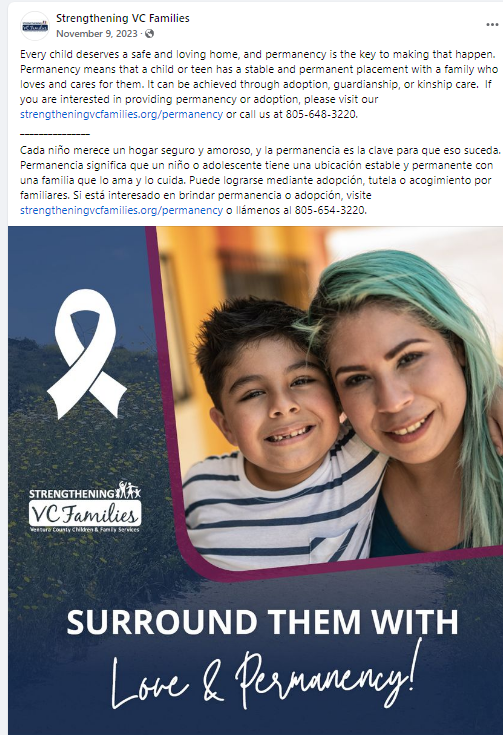 Strengthening VC Families
November 9, 2023 ·
Every child deserves a safe and loving home, and permanency is the key to making that happen.
Permanency means that a child or teen has a stable and permanent placement with a family who
loves and cares for them. It can be achieved through adoption, guardianship, or kinship care. If
you are interested in providing permanency or adoption, please visit our
strengtheningvcfamilies.org/permanency or call us at 805-648-3220.
_______________
Cada niño merece un hogar seguro y amoroso, y la permanencia es la clave para que eso suceda.
Permanencia significa que un niño o adolescente tiene una ubicación estable y permanente con
una familia que lo ama y lo cuida. Puede lograrse mediante adopción, tutela o acogimiento por
familiares. Si está interesado en brindar permanencia o adopción, visite
strengtheningvcfamilies.org/permanency o llámenos al 805-654-3220.
STRENGTHENING
VC Families
Ventura County Children & Family Services
SURROUND THEM WITH
Love & Permanency!